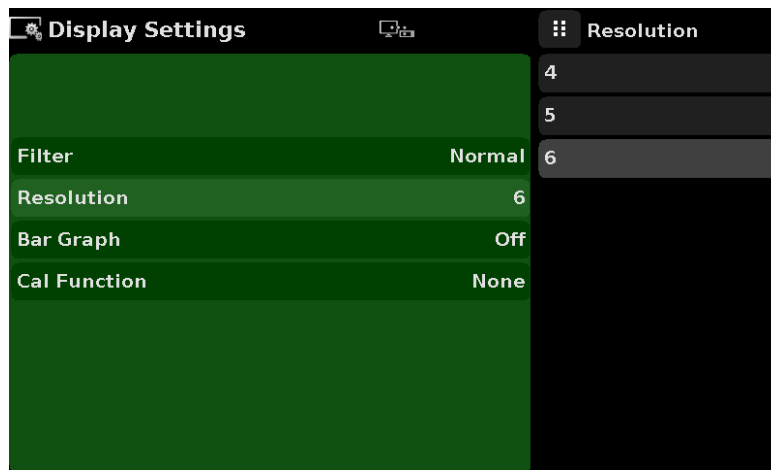 Display Settings
Filter Normal
Resolution 6
Bar Graph Off
Cal Function None
Resolution
4
5
6